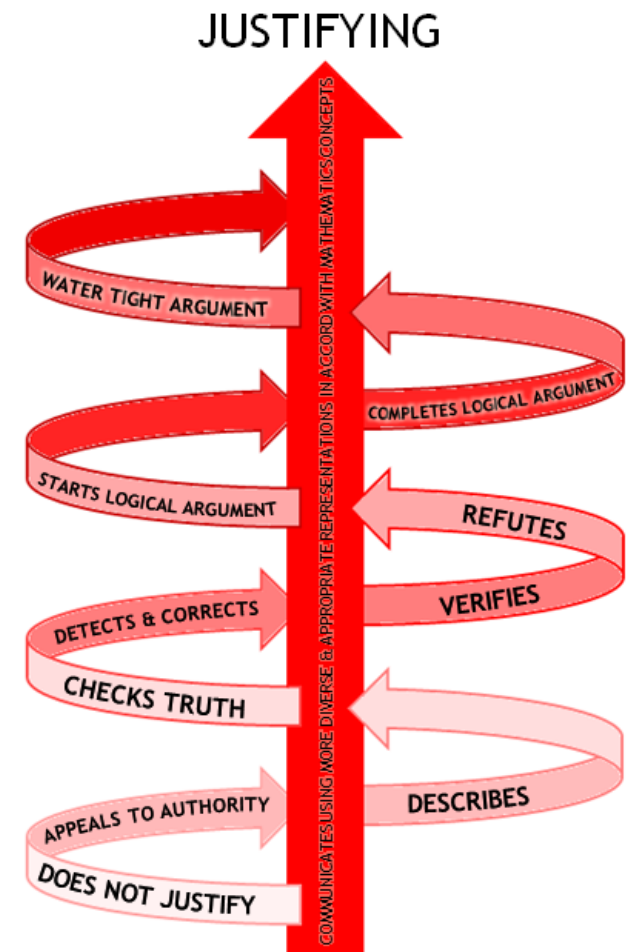 JUSTIFYING
COMMUNICATES USING MORE DIVERSE & APPROPRIATE REPRESENTATIONS IN ACCORD WITH MATHEMATICS CONCEPTS
WATER TIGHT ARGUMENT
COMPLETES LOGICAL ARGUMENT
STARTS LOGICAL ARGUMENT
REFUTES
VERIFIES
DETECTS & CORRECTS
CHECKS TRUTH
DESCRIBES
APPEALS TO AUTHORITY
DOES NOT JUSTIFY